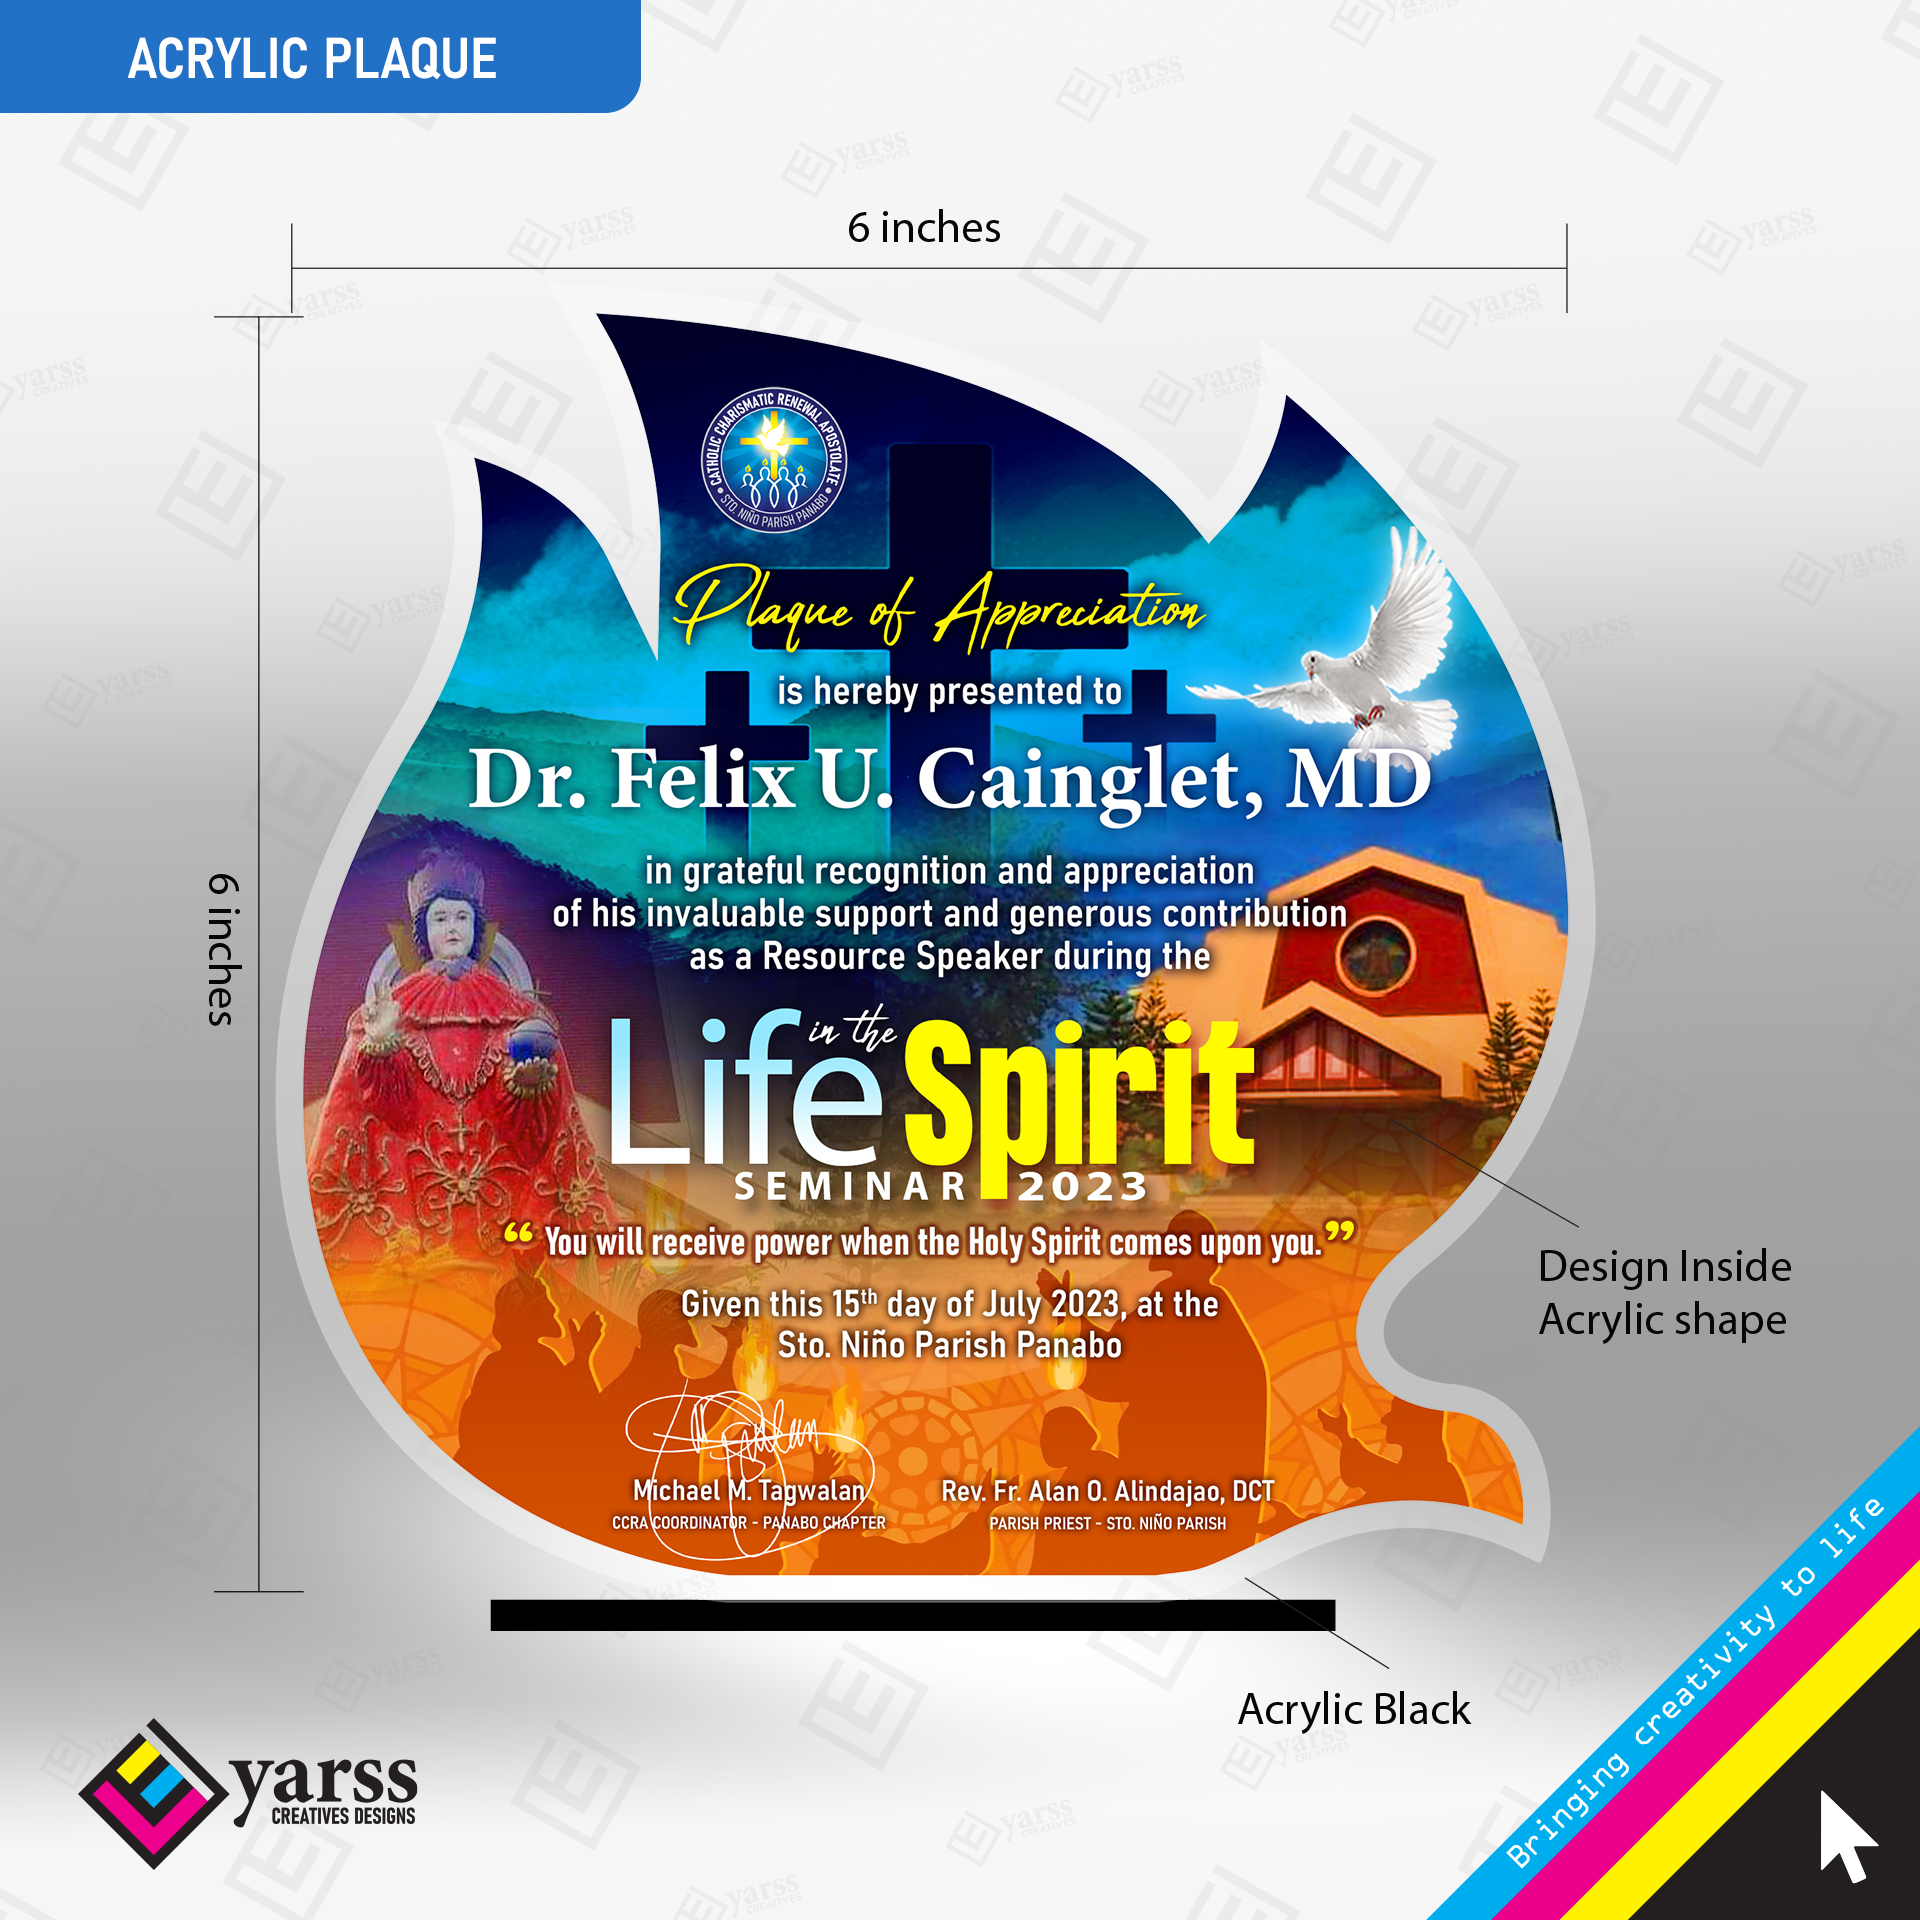 ACRYLIC PLAQUE
6 inches
6 inches
CATHOLIC CHARISMATIC RENEWAL APOSTOLATE
• STO. NIÑO PARISH PANABO •
Plaque of Appreciation
is hereby presented to
Dr. Felix U. Cainglet, MD
in grateful recognition and appreciation
of his invaluable support and generous contribution
as a Resource Speaker during the
Life in the Spirit
SEMINAR 2023
“ You will receive power when the Holy Spirit comes upon you.”
Given this 15th day of July 2023, at the
Sto. Niño Parish Panabo
Michael M. Tagwalan
CCRA COORDINATOR - PANABO CHAPTER
Rev. Fr. Alan O. Alindajao, DCT
PARISH PRIEST - STO. NIÑO PARISH
Design Inside
Acrylic shape
Acrylic Black
Eyarss
CREATIVES DESIGNS
Bringing creativity to life